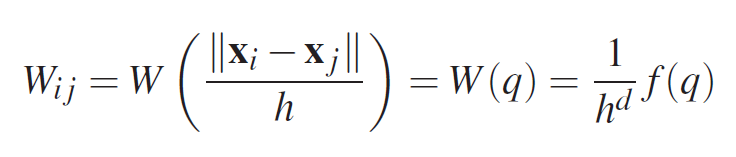 $W_{ij} = W\left(\frac{\|\mathbf{x}_i - \mathbf{x}_j\|}{h}\right) = W(q) = \frac{1}{h^d} f(q)$